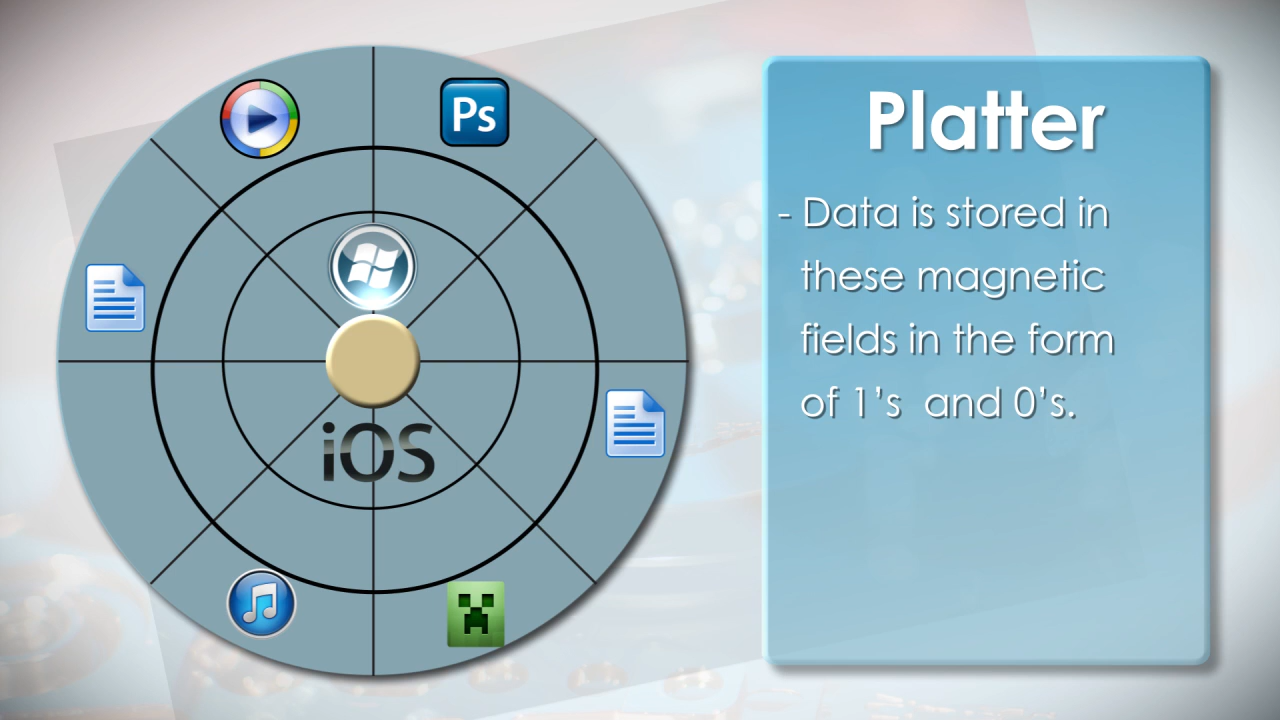 Ps
iOS
Platter
- Data is stored in
these magnetic
fields in the form
of 1’s  and 0’s.